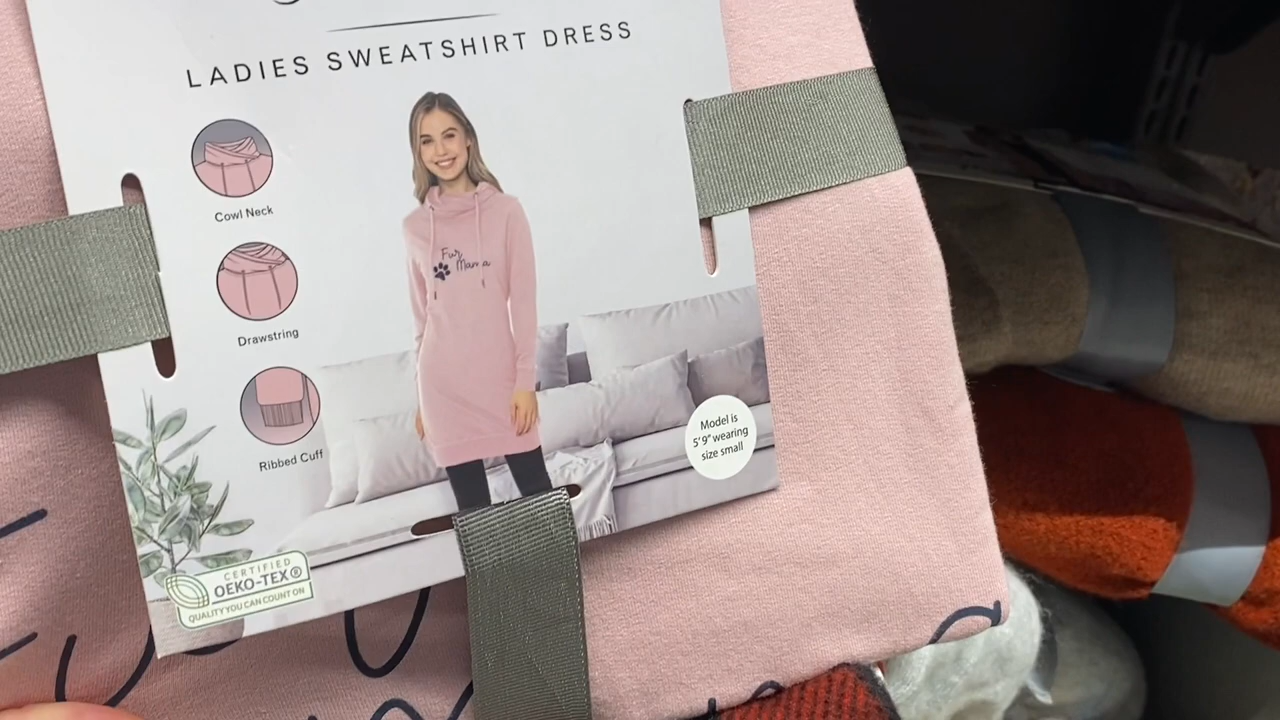 LADIES SWEATSHIRT DRESS
Cowl Neck
Drawstring
Ribbed Cuff
Fur
Mama
Model is
5'9" wearing
size small
CERTIFIED
OEKO-TEX®
QUALITY YOU CAN COUNT ON